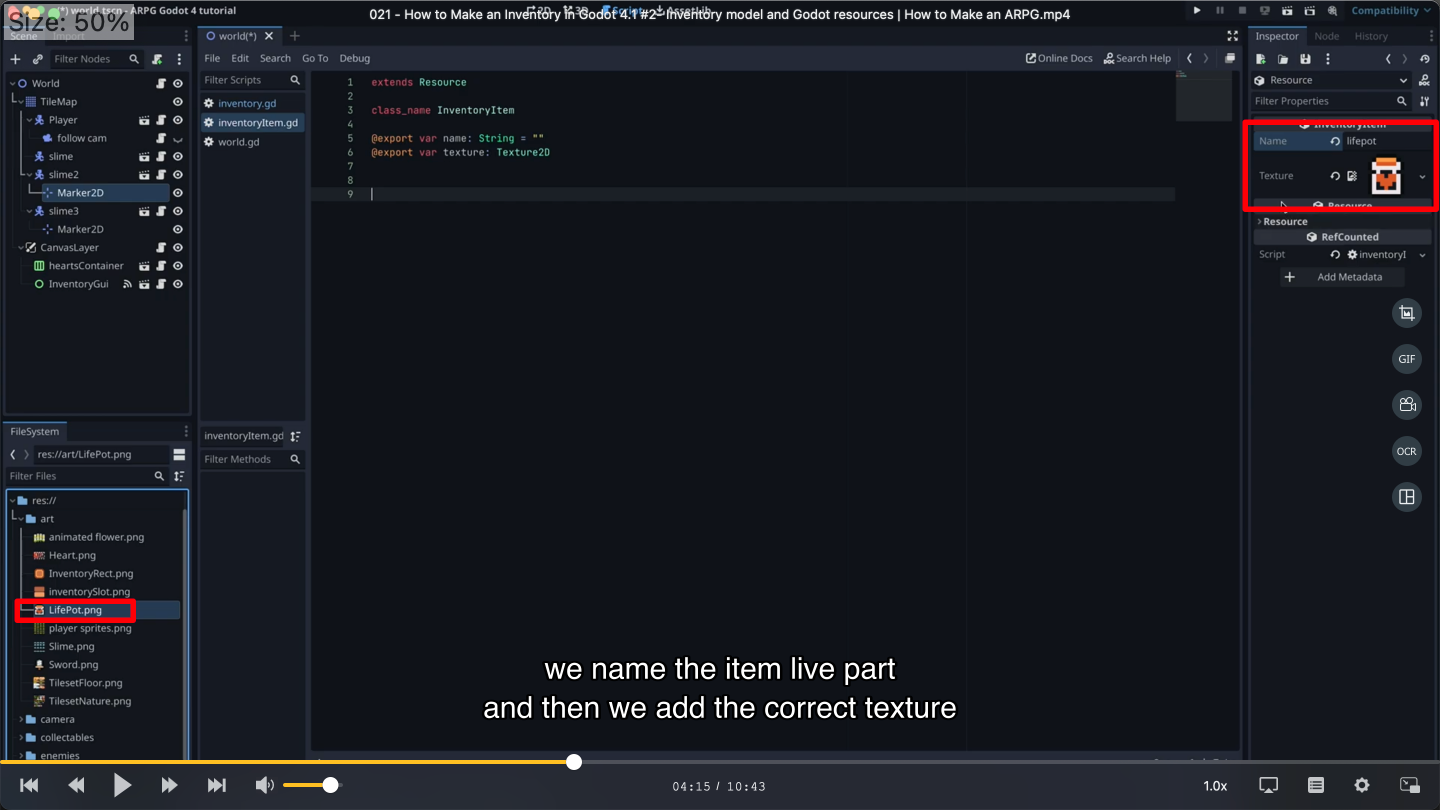 (*) world.tscn - ARPG Godot 4 tutorial
Size: 50%
021 - How to Make an Inventory in Godot 4.1 #2- Inventory model and Godot resources | How to Make an ARPG.mp4
Compatibility
Scene
Import
Filter Nodes
World
TileMap
Player
follow cam
slime
slime2
Marker2D
slime3
Marker2D
CanvasLayer
heartsContainer
InventoryGui
FileSystem
res://art/LifePot.png
Filter Files
res://
art
animated flower.png
Heart.png
InventoryRect.png
inventorySlot.png
LifePot.png
player sprites.png
Slime.png
Sword.png
TilesetFloor.png
TilesetNature.png
camera
collectables
enemies
world(*)
File Edit Search Go To Debug
Online Docs Search Help
Filter Scripts
inventory.gd
inventoryItem.gd
world.gd
inventoryItem.gd
Filter Methods
1 extends Resource
2
3 class_name InventoryItem
4
5 @export var name: String = ""
6 @export var texture: Texture2D
7
8
9
Inspector Node History
Resource
Filter Properties
InventoryItem
Name lifepot
Texture
Resource
Resource
RefCounted
Script inventoryI
Add Metadata
GIF
OCR
we name the item live part
and then we add the correct texture
04:15 / 10:43
1.0x